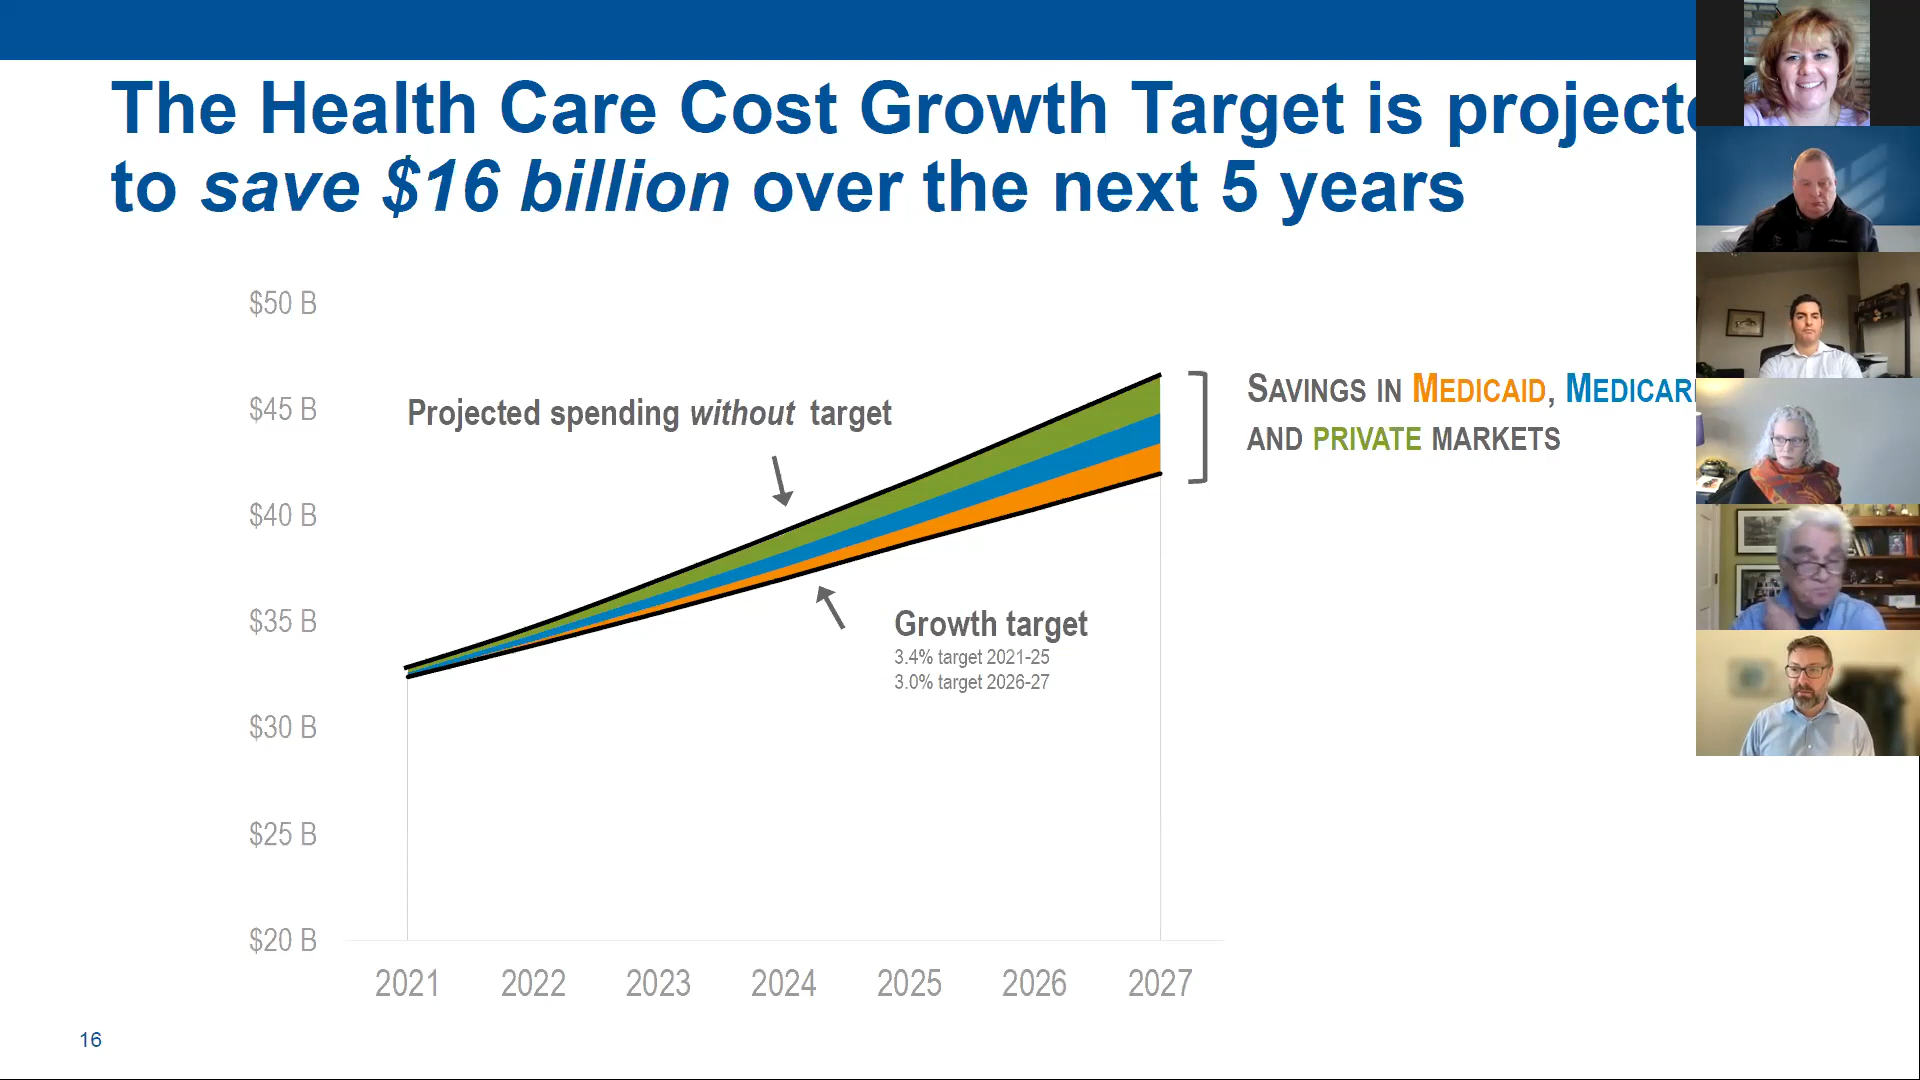 The Health Care Cost Growth Target is projecte
to save $16 billion over the next 5 years
$50 B
$45 B
$40 B
$35 B
$30 B
$25 B
$20 B
Projected spending without target
SAVINGS IN MEDICAID, MEDICAR
AND PRIVATE MARKETS
Growth target
3.4% target 2021-25
3.0% target 2026-27
2021 2022 2023 2024 2025 2026 2027
16